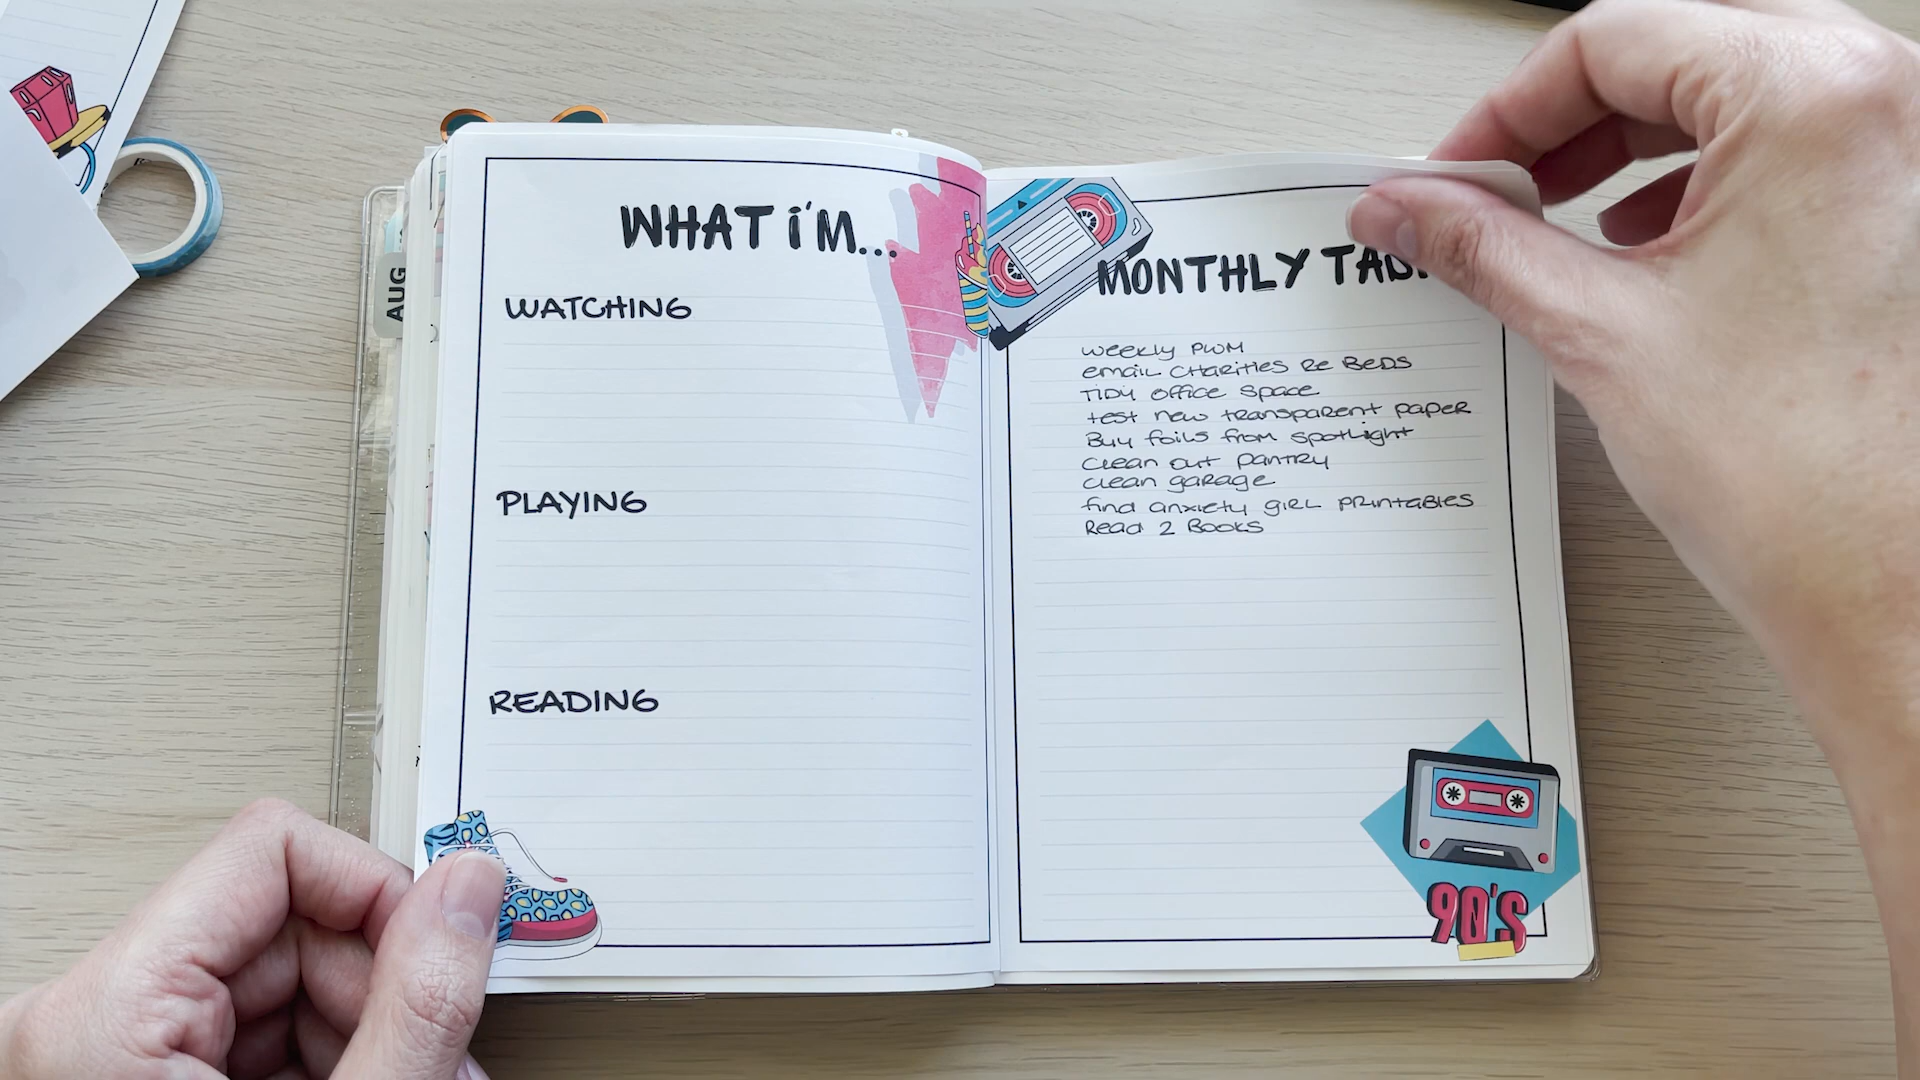 AUG
WHAT I'M...
WATCHING
PLAYING
READING
MONTHLY
weekly PWM
email CHARITIES Re BEDS
TIDY office space
test new transparent paper
Buy foils from spotlight
clean out pantry
clean garage
find anxiety girl printables
Read 2 Books
90'S